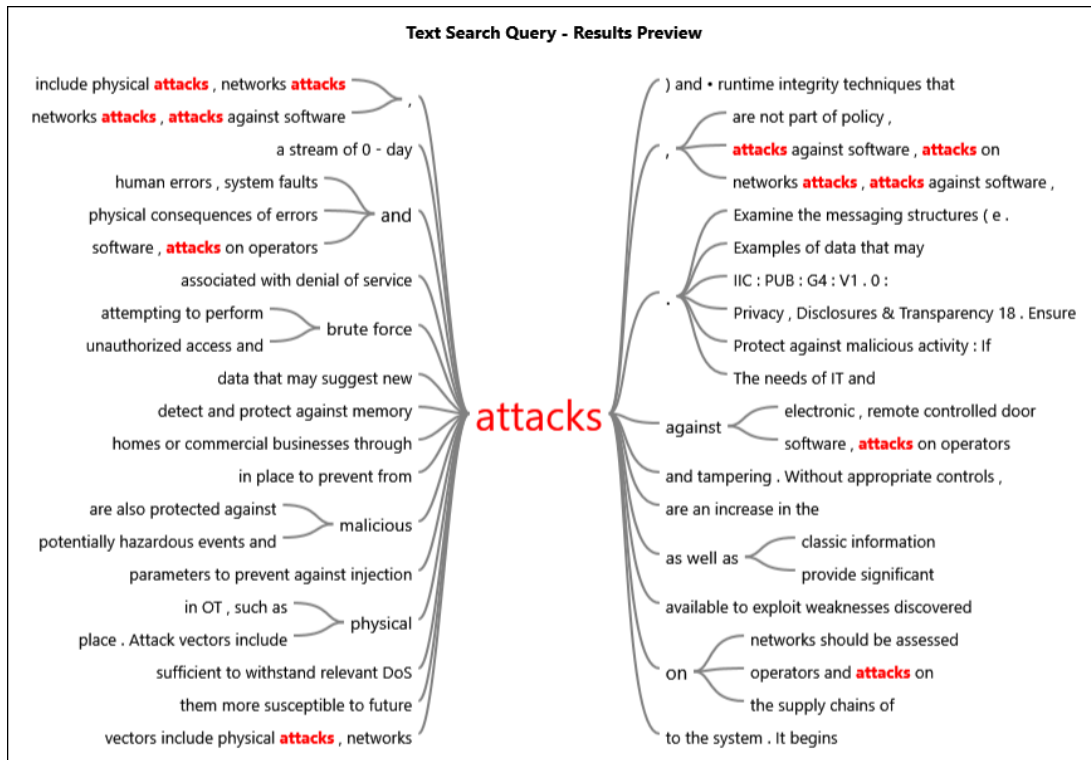 Text Search Query - Results Preview
include physical attacks , networks attacks
networks attacks , attacks against software
,
a stream of 0 - day
human errors , system faults
physical consequences of errors
software , attacks on operators
and
associated with denial of service
attempting to perform
unauthorized access and
brute force
data that may suggest new
detect and protect against memory
homes or commercial businesses through
in place to prevent from
are also protected against
potentially hazardous events and
malicious
parameters to prevent against injection
in OT , such as
place . Attack vectors include
physical
sufficient to withstand relevant DoS
them more susceptible to future
vectors include physical attacks , networks
attacks
) and • runtime integrity techniques that
,
are not part of policy ,
attacks against software , attacks on
networks attacks , attacks against software ,
.
Examine the messaging structures ( e .
Examples of data that may
IIC : PUB : G4 : V1 . 0 :
Privacy , Disclosures & Transparency 18 . Ensure
Protect against malicious activity : If
The needs of IT and
against
electronic , remote controlled door
software , attacks on operators
and tampering . Without appropriate controls ,
are an increase in the
as well as
classic information
provide significant
available to exploit weaknesses discovered
on
networks should be assessed
operators and attacks on
the supply chains of
to the system . It begins